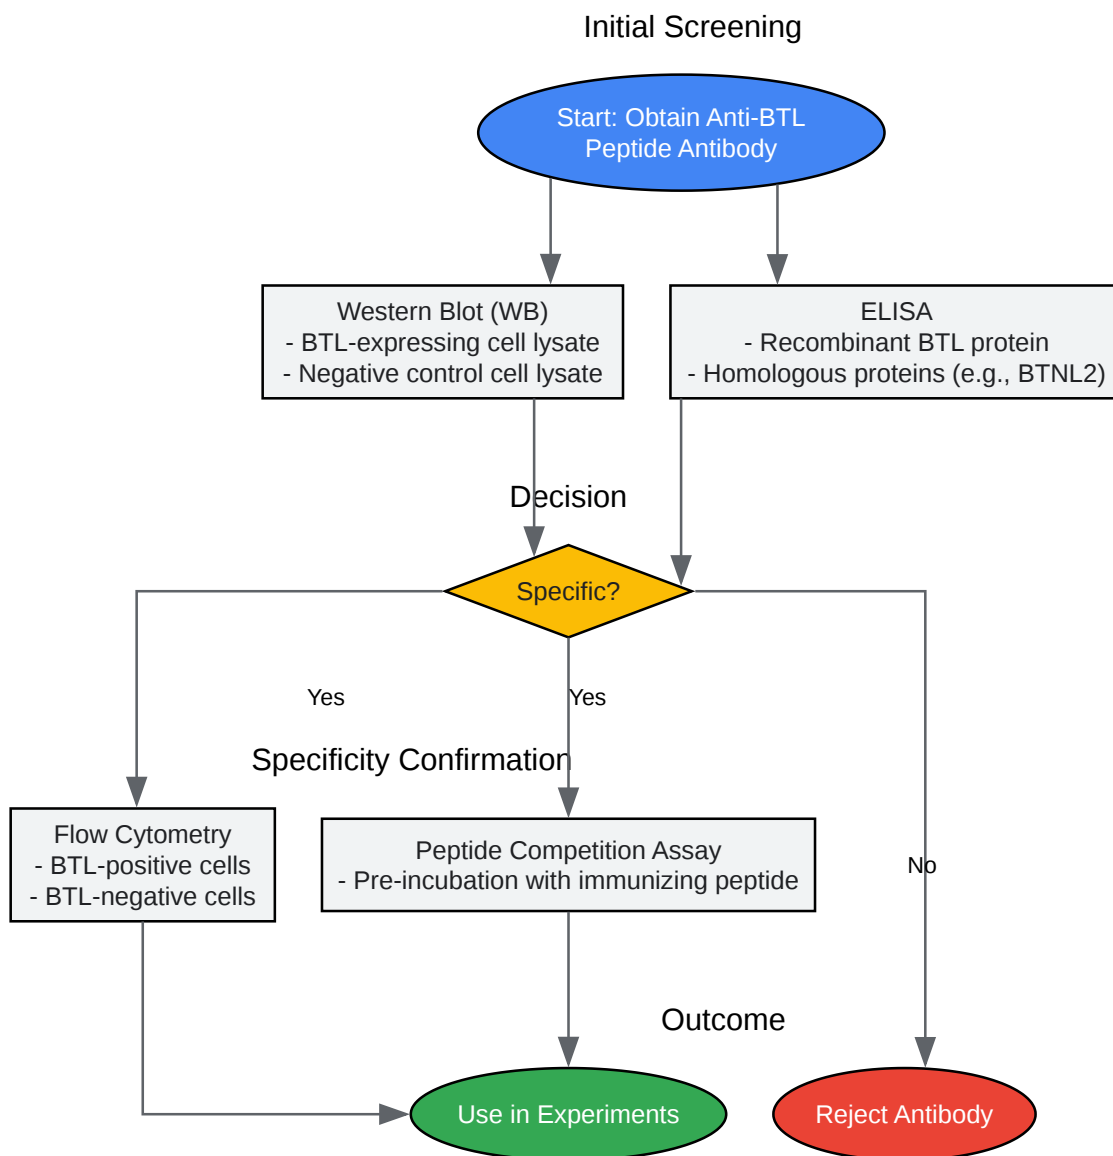 Initial Screening
Start: Obtain Anti-BTL
Peptide Antibody
Western Blot (WB)
- BTL-expressing cell lysate
- Negative control cell lysate
ELISA
- Recombinant BTL protein
- Homologous proteins (e.g., BTNL2)
Decision
Specific?
Yes
Yes
No
Specificity Confirmation
Flow Cytometry
- BTL-positive cells
- BTL-negative cells
Peptide Competition Assay
- Pre-incubation with immunizing peptide
Outcome
Use in Experiments
Reject Antibody